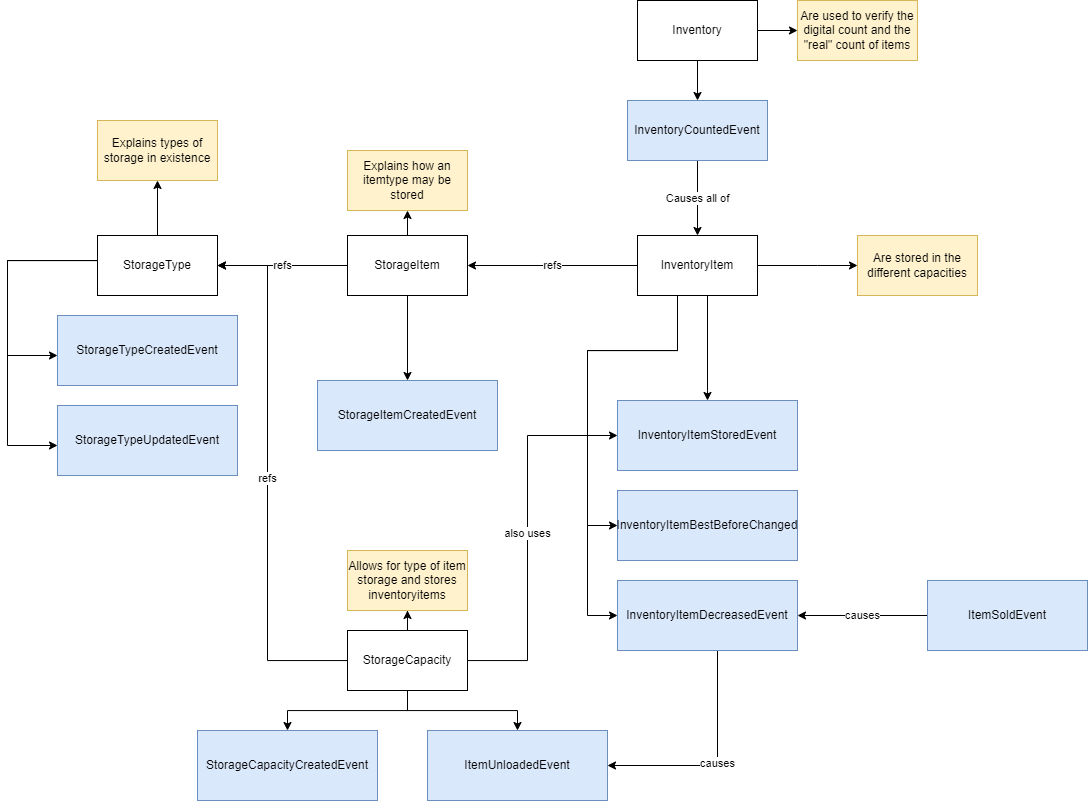 Inventory
Are used to verify the
digital count and the
"real" count of items
InventoryCountedEvent
Explains types of
storage in existence
Explains how an
itemtype may be
stored
Causes all of
StorageType
refs
StorageItem
refs
InventoryItem
Are stored in the
different capacities
StorageTypeCreatedEvent
StorageItemCreatedEvent
StorageTypeUpdatedEvent
InventoryItemStoredEvent
refs
also uses
InventoryItemBestBeforeChanged
Allows for type of item
storage and stores
inventoryitems
InventoryItemDecreasedEvent
causes
ItemSoldEvent
StorageCapacity
StorageCapacityCreatedEvent
ItemUnloadedEvent
causes